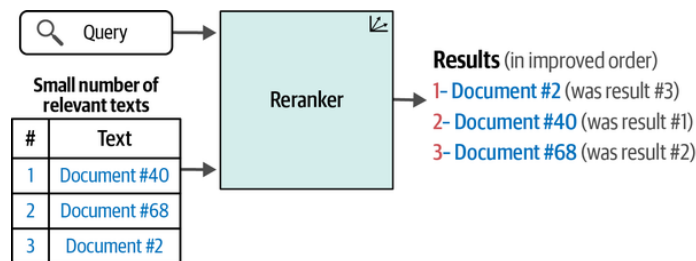 Query
Small number of
relevant texts
# Text
1 Document #40
2 Document #68
3 Document #2
Reranker
Results (in improved order)
1- Document #2 (was result #3)
2- Document #40 (was result #1)
3- Document #68 (was result #2)